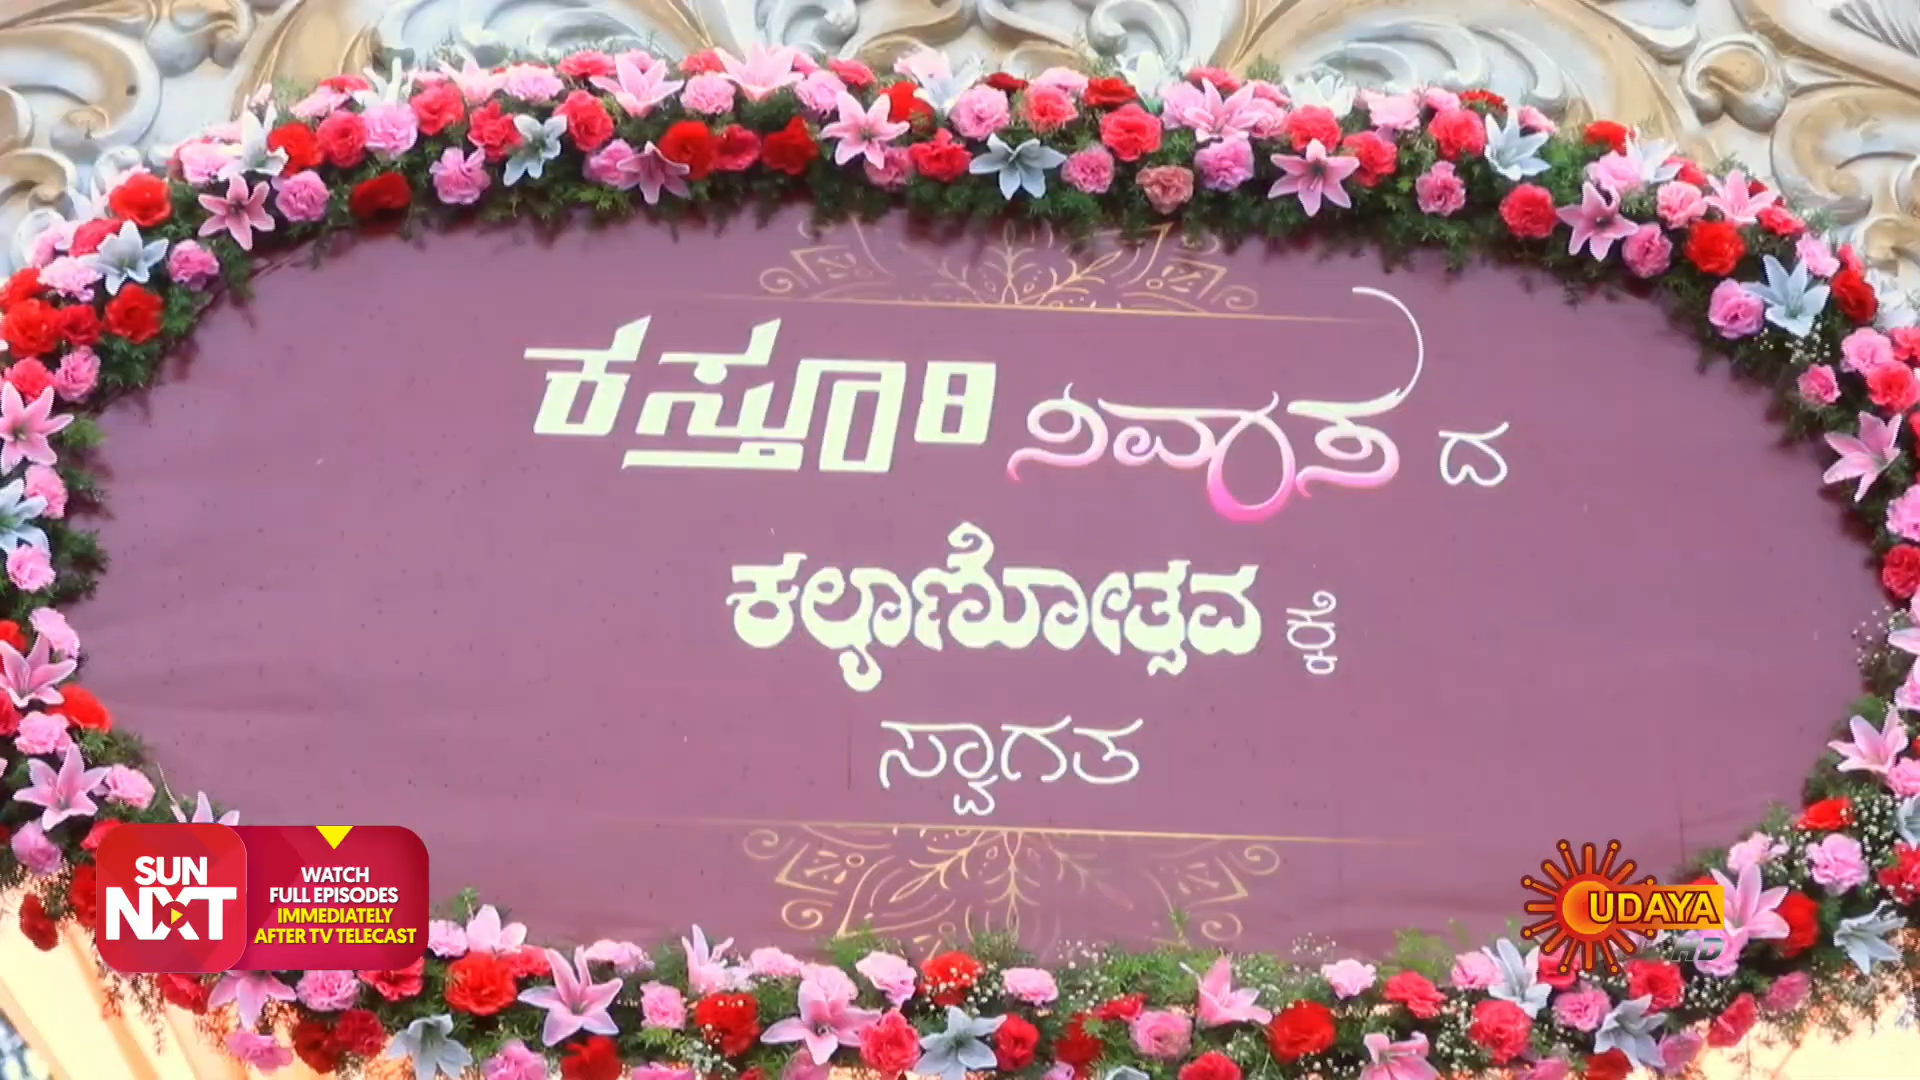 ಕಸ್ತೂರಿ ನಿವಾಸ ದ
ಕಲ್ಯಾಣೋತ್ಸವ ಕ್ಕೆ
ಸ್ವಾಗತ
SUN
NXT
WATCH
FULL EPISODES
IMMEDIATELY
AFTER TV TELECAST
UDAYA
HD